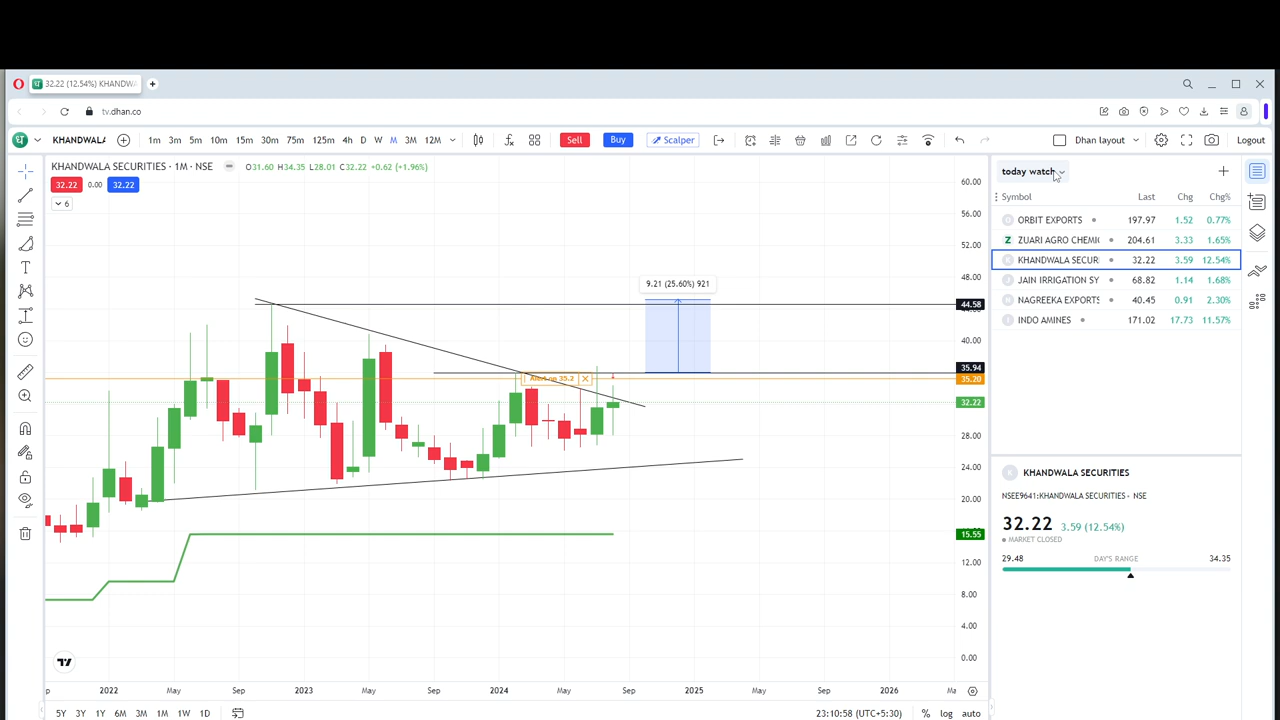 32.22 (12.54%) KHANDW
tv.dhan.co
KHANDWALA 1m 3m 5m 10m 15m 30m 75m 125m 4h D W M 3M 12M Sell Buy Scalper Dhan layout Logout
KHANDWALA SECURITIES · 1M · NSE O31.60 H34.35 L28.01 C32.22 +0.62 (+1.96%)
32.22 0.00 32.22
6
9.21 (25.60%) 921
35.2
60.00
56.00
52.00
48.00
44.58
40.00
35.94
35.20
32.22
28.00
24.00
20.00
15.55
12.00
8.00
4.00
0.00
2022 May Sep 2023 May Sep 2024 May Sep 2025 May Sep 2026
5Y 3Y 1Y 6M 3M 1M 1W 1D 23:10:58 (UTC+5:30) % log auto
today watch
Symbol Last Chg Chg%
ORBIT EXPORTS 197.97 1.52 0.77%
Z ZUARI AGRO CHEMIC 204.61 3.33 1.65%
K KHANDWALA SECURI 32.22 3.59 12.54%
JAIN IRRIGATION SY 68.82 1.14 1.68%
NAGREEKA EXPORTS 40.45 0.91 2.30%
INDO AMINES 171.02 17.73 11.57%
K KHANDWALA SECURITIES
NSEE9641:KHANDWALA SECURITIES - NSE
32.22 3.59 (12.54%)
MARKET CLOSED
29.48 DAY'S RANGE 34.35